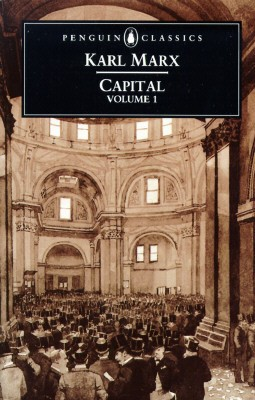 PENGUIN CLASSICS
KARL MARX
CAPITAL
VOLUME 1